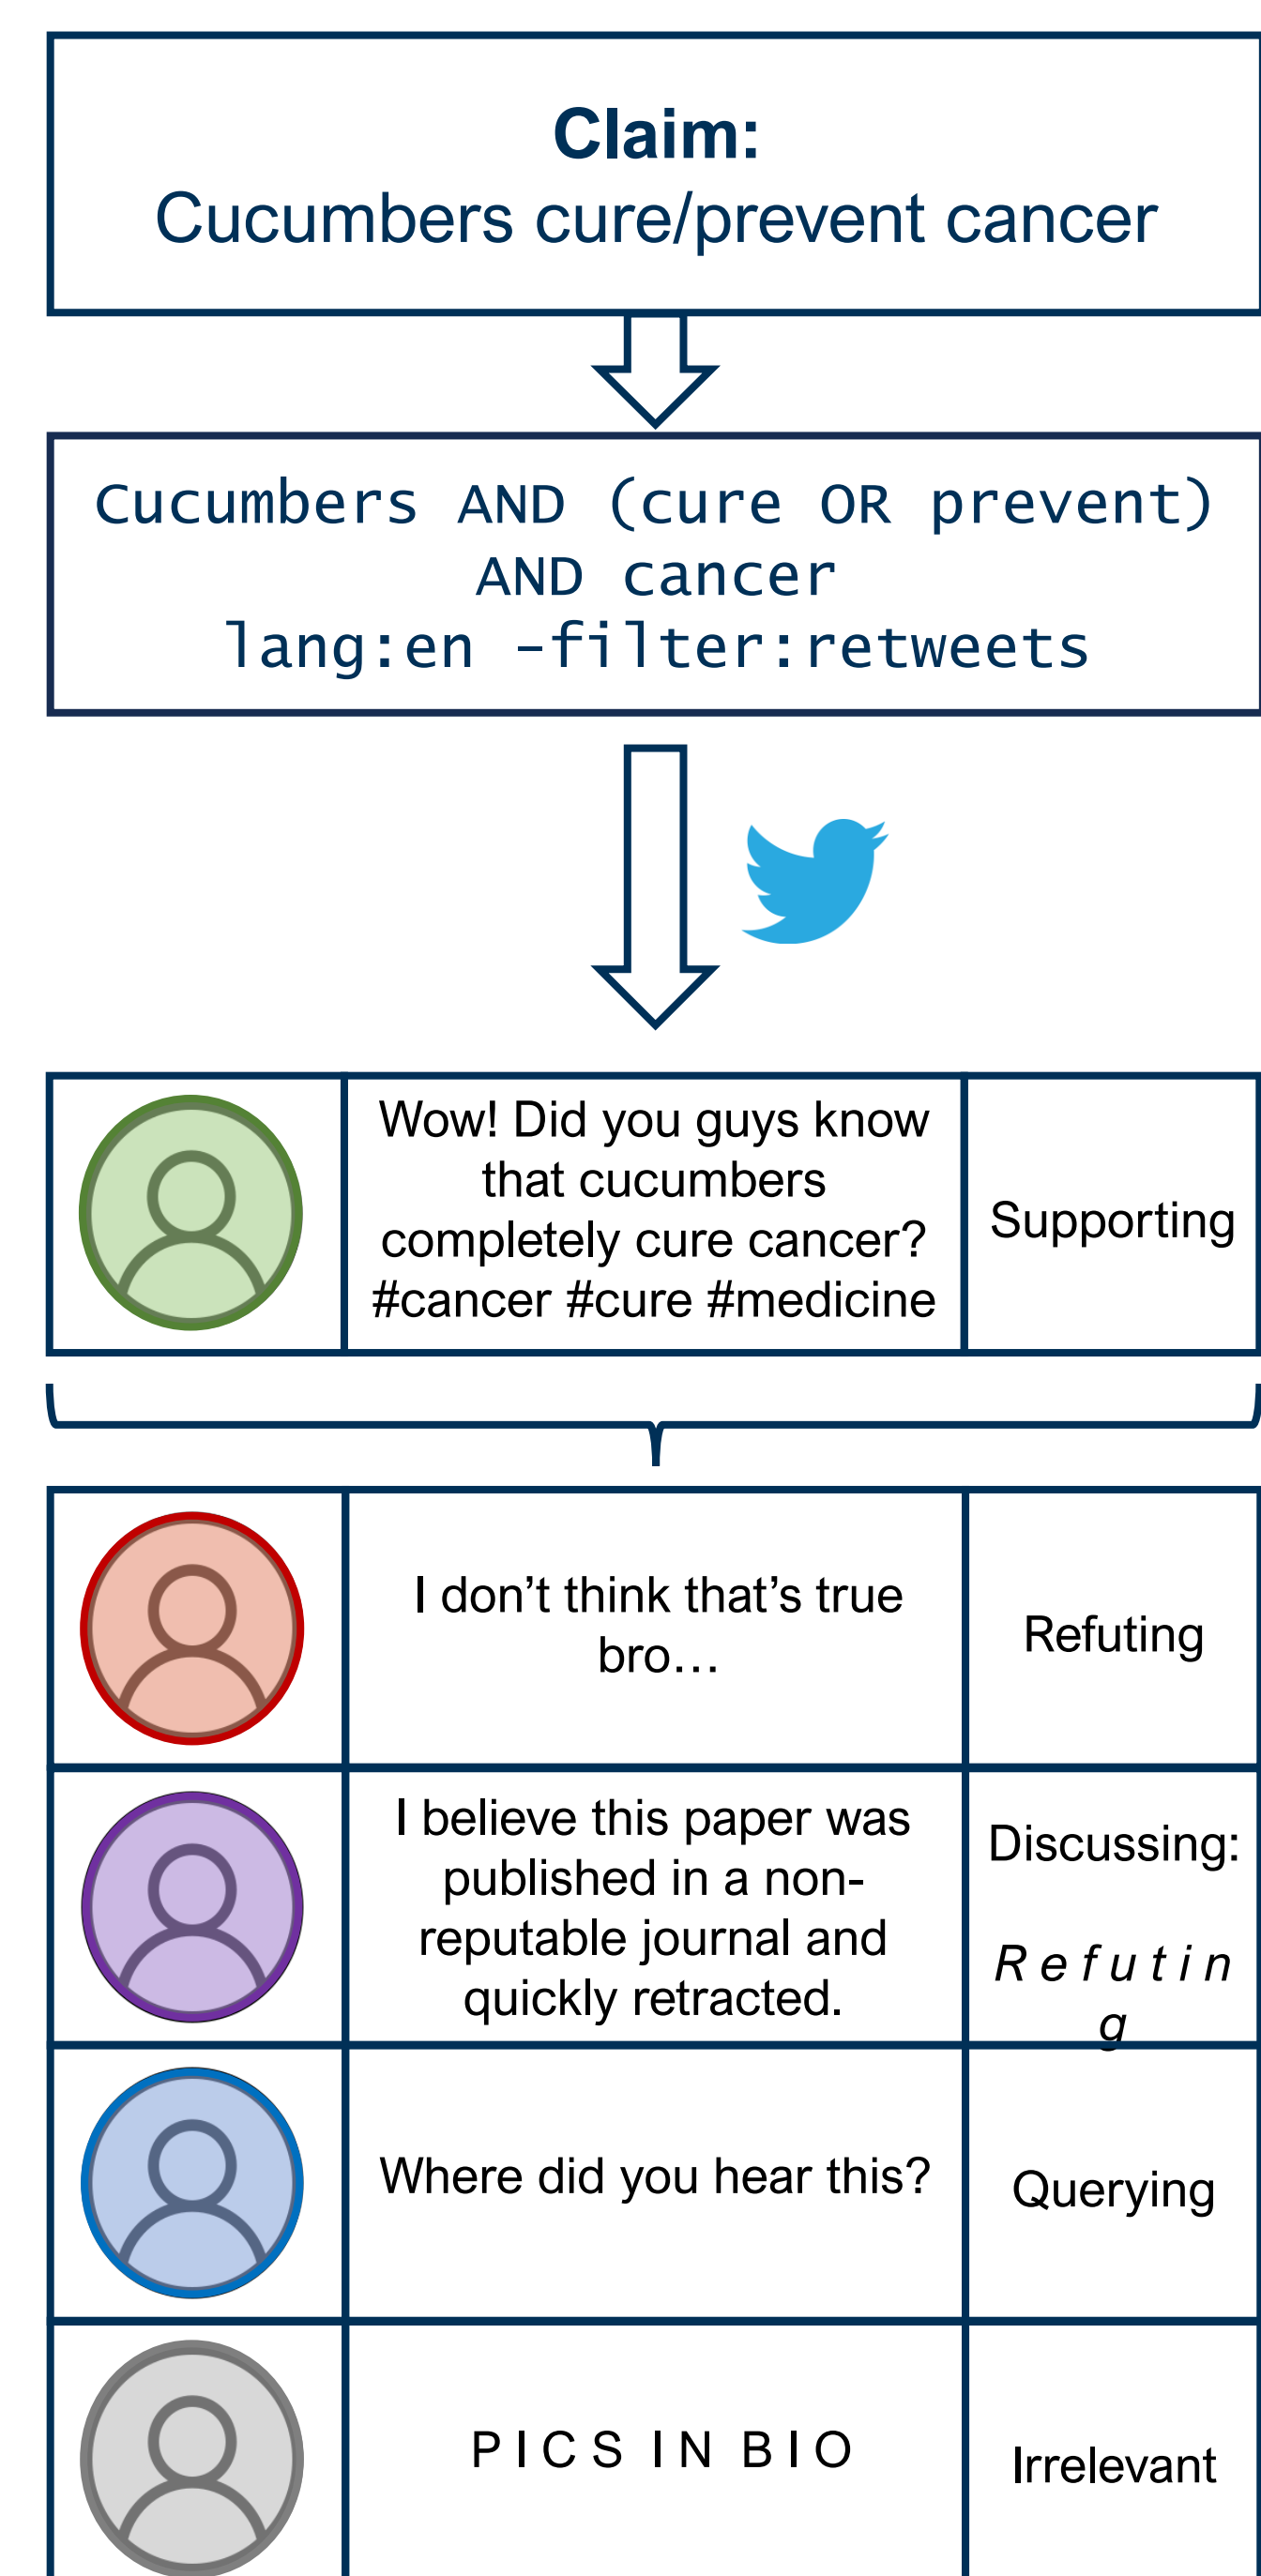 Claim:
Cucumbers cure/prevent cancer
Cucumbers AND (cure OR prevent)
AND cancer
lang:en –filter:retweets
Wow! Did you guys know
that cucumbers
completely cure cancer?
#cancer #cure #medicine
Supporting
I don’t think that’s true
bro…
Refuting
I believe this paper was
published in a non-
reputable journal and
quickly retracted.
Discussing:
R e f u t i n
g
Where did you hear this?
Querying
P I C S I N B I O
Irrelevant